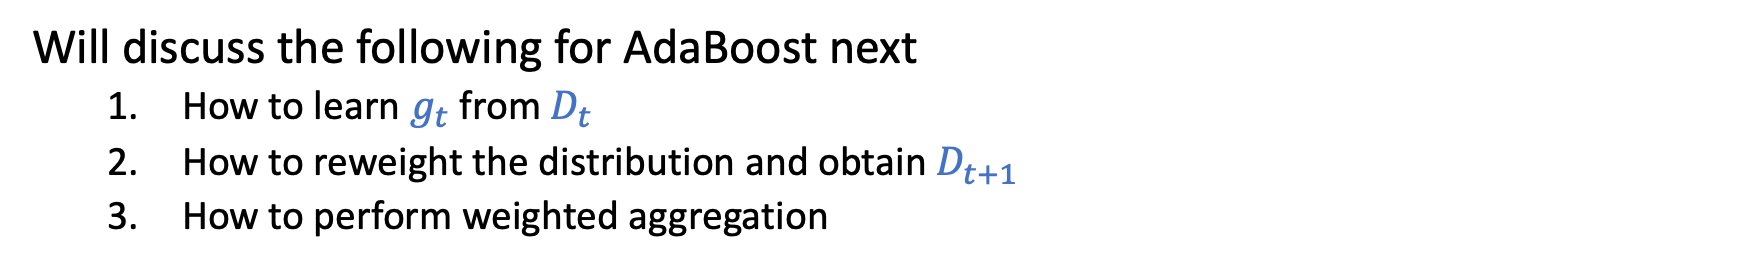 Will discuss the following for AdaBoost next
1. How to learn $g_t$ from $D_t$
2. How to reweight the distribution and obtain $D_{t+1}$
3. How to perform weighted aggregation